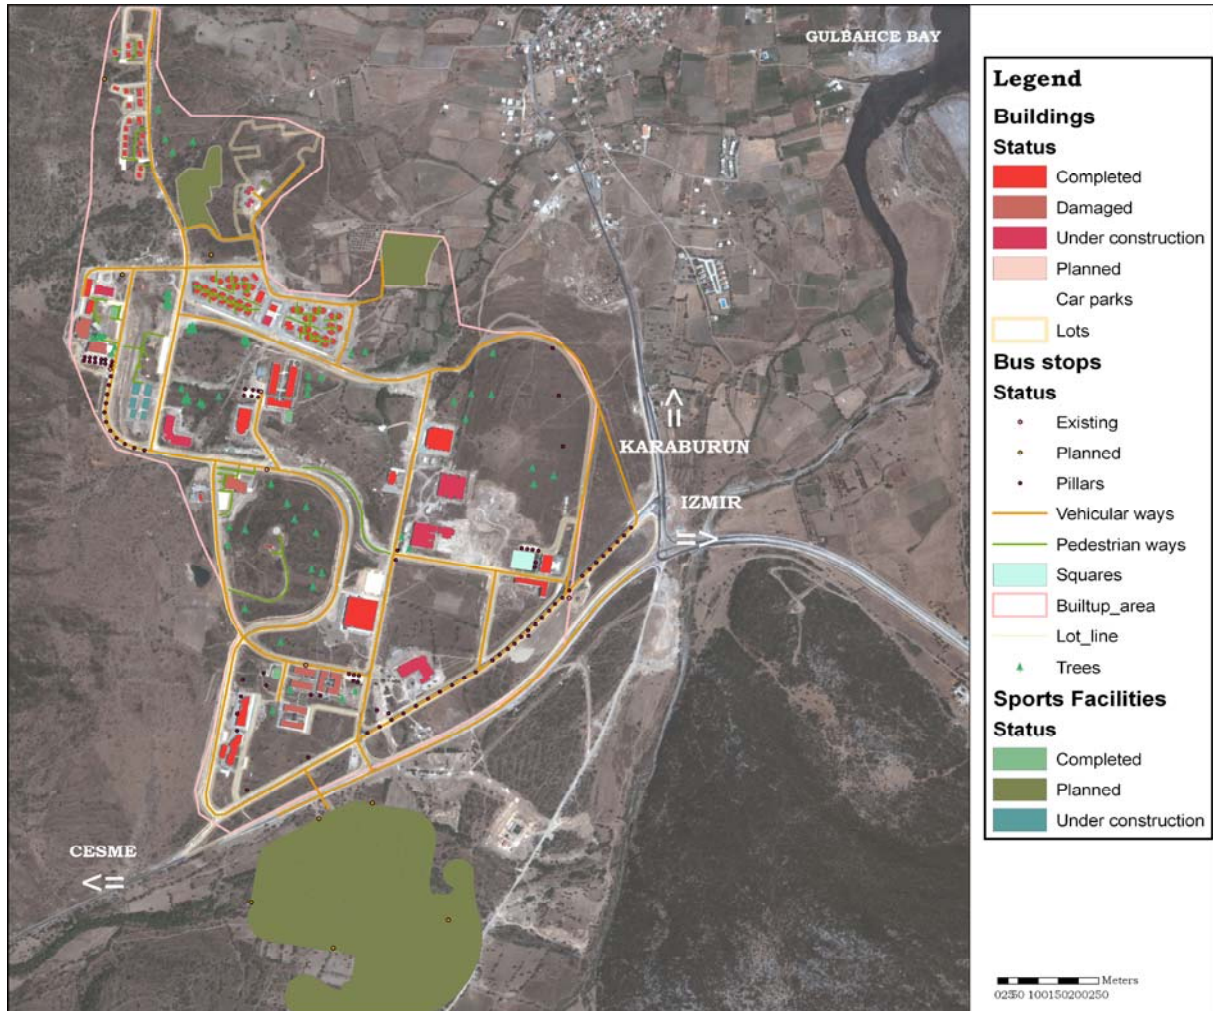 GULBAHCE BAY
KARABURUN
IZMIR
CESME
Legend
Buildings
Status
Completed
Damaged
Under construction
Planned
Car parks
Lots
Bus stops
Status
Existing
Planned
Pillars
Vehicular ways
Pedestrian ways
Squares
Builtup_area
Lot_line
Trees
Sports Facilities
Status
Completed
Planned
Under construction
Meters
02550 100150200250